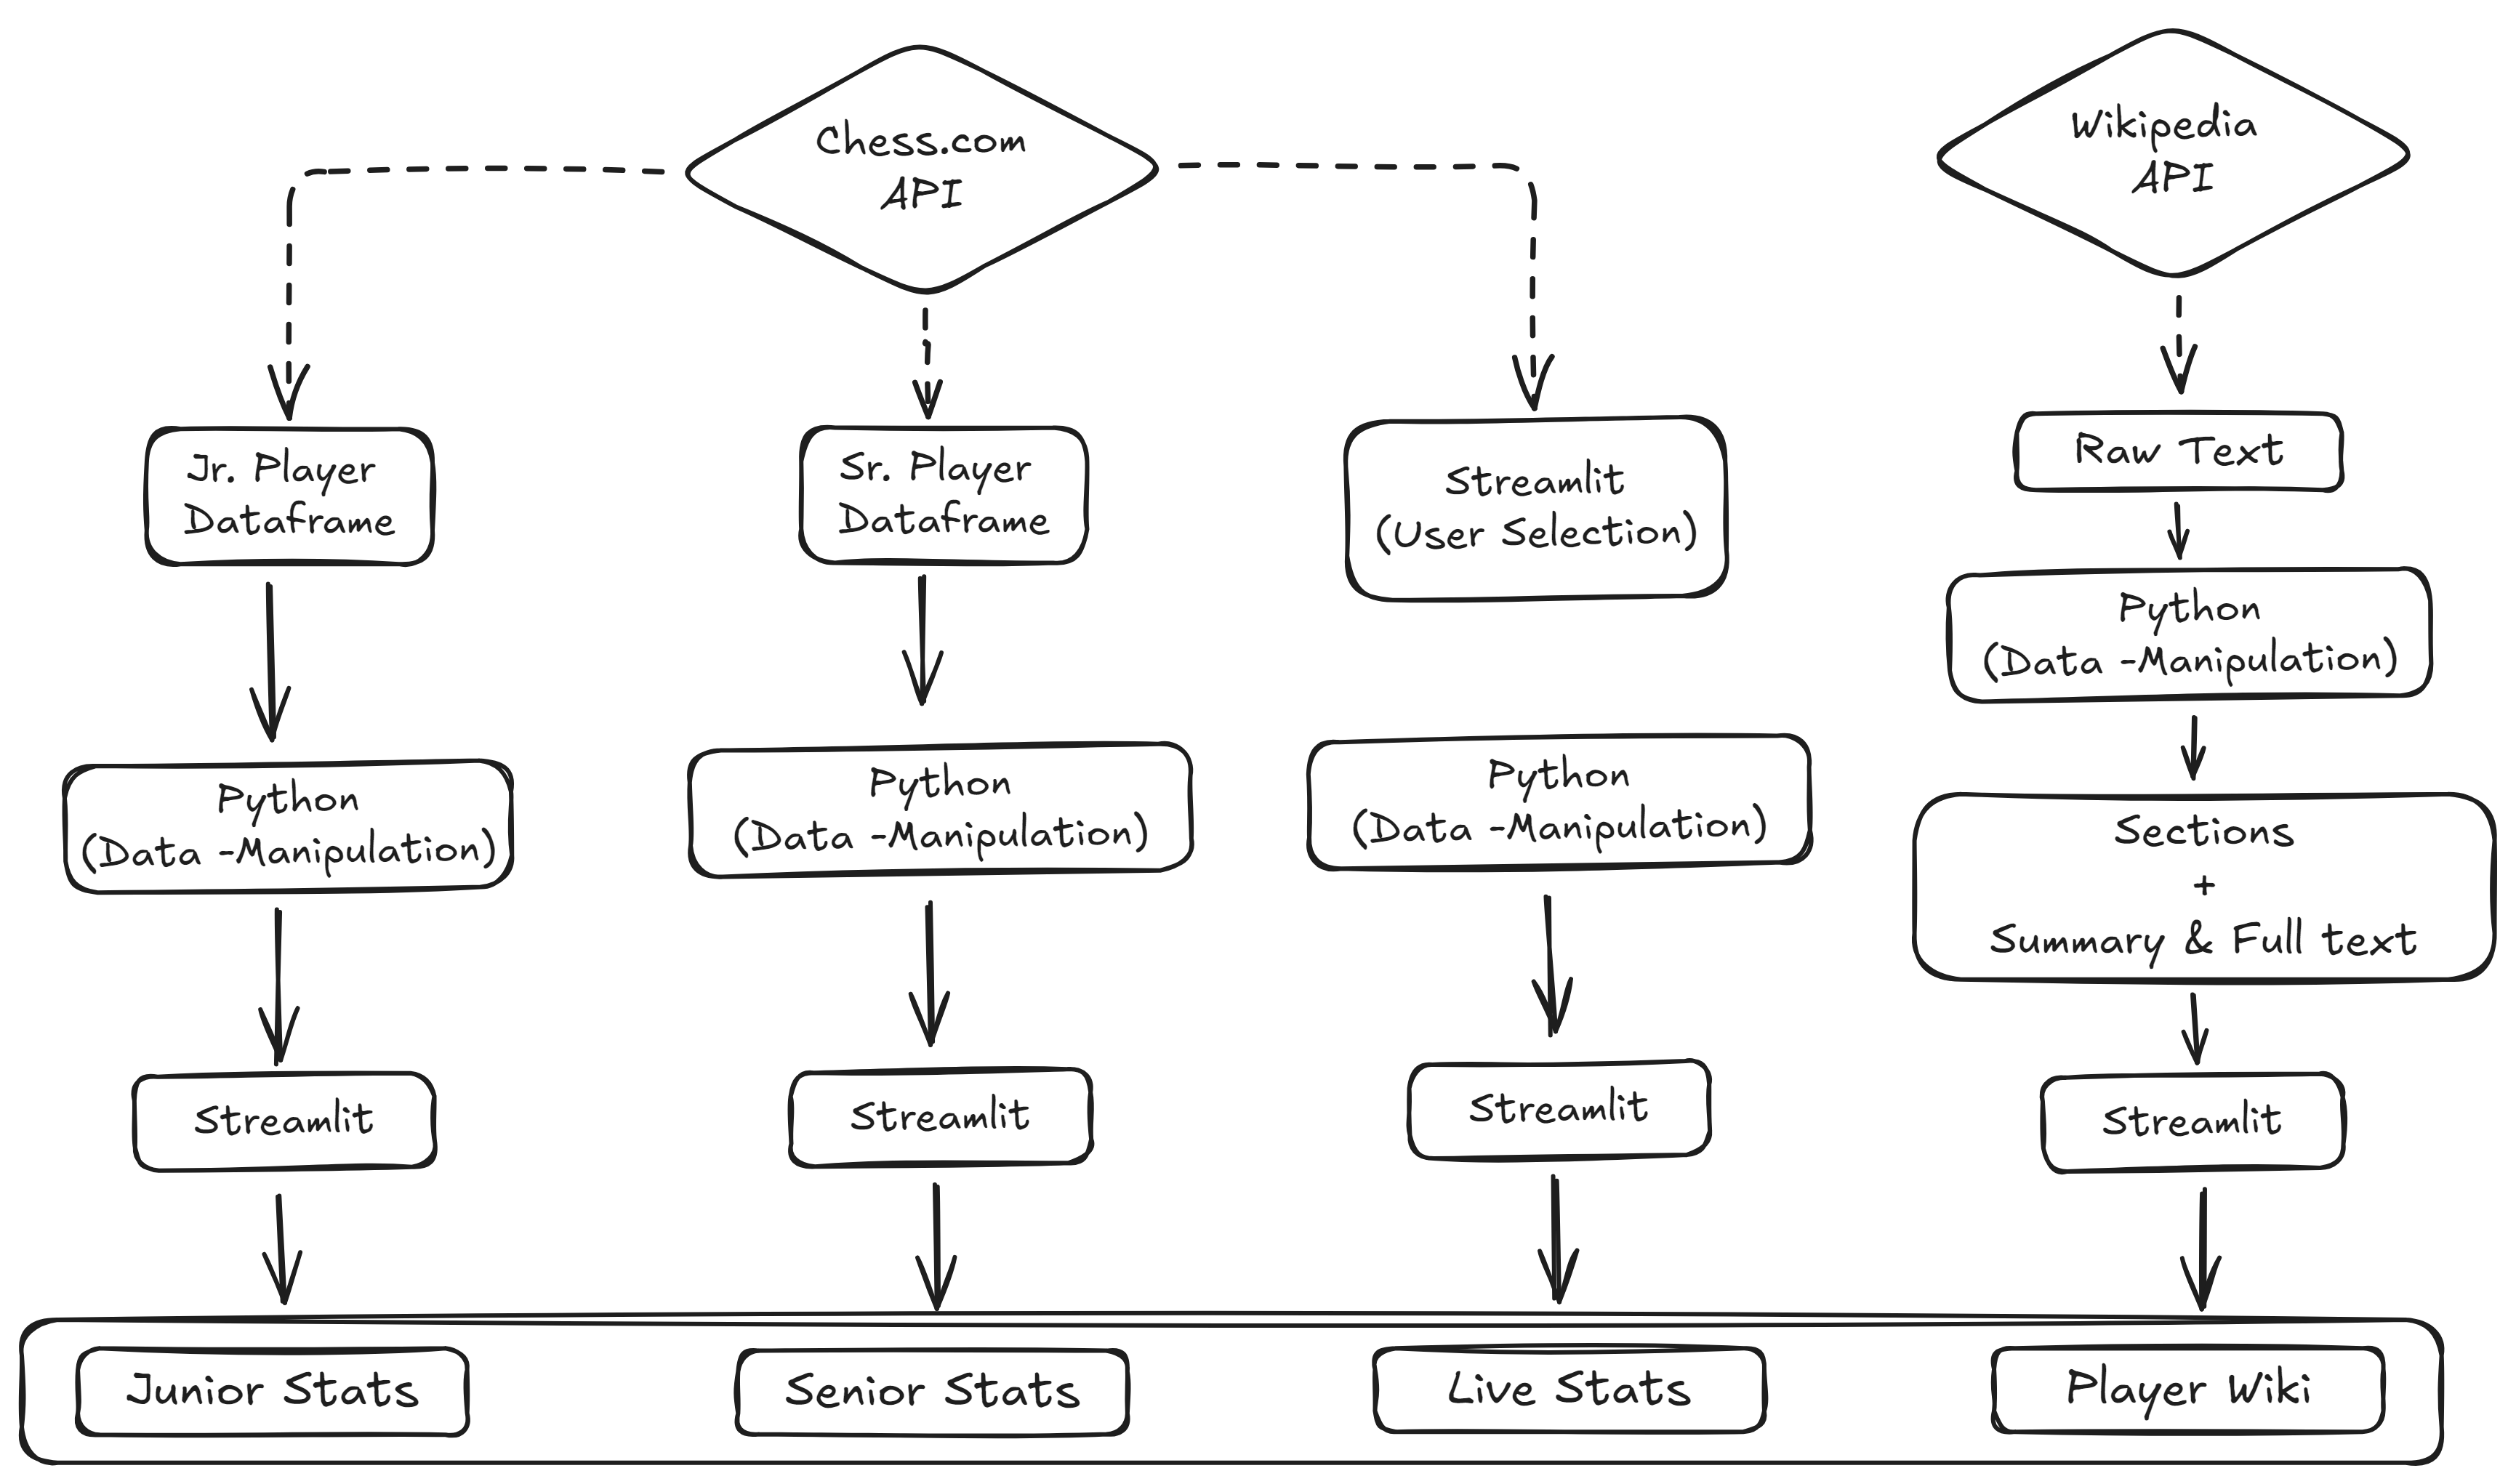 Chess.com
API
Wikipedia
API
Jr. Player
Dataframe
Sr. Player
Dataframe
Streamlit
(User Selection)
Raw Text
Python
(Data -Manipulation)
Python
(Data -Manipulation)
Python
(Data -Manipulation)
Python
(Data -Manipulation)
Sections
+
Summary & Full text
Streamlit
Streamlit
Streamlit
Streamlit
Junior Stats
Senior Stats
Live Stats
Player Wiki